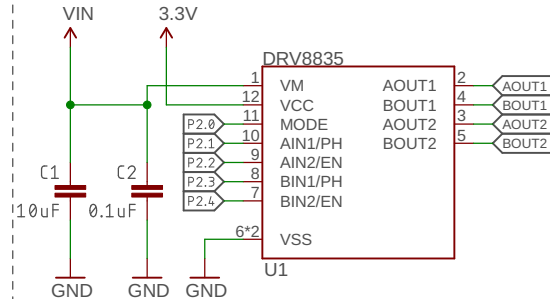 VIN 3.3V
DRV8835
1 VM AOUT1 2 AOUT1
12 VCC BOUT1 4 BOUT1
P2.0 11 MODE AOUT2 3 AOUT2
P2.1 10 AIN1/PH BOUT2 5 BOUT2
P2.2 9 AIN2/EN
P2.3 8 BIN1/PH
P2.4 7 BIN2/EN
C1 C2
10uF 0.1uF
6*2 VSS
U1
GND GND GND